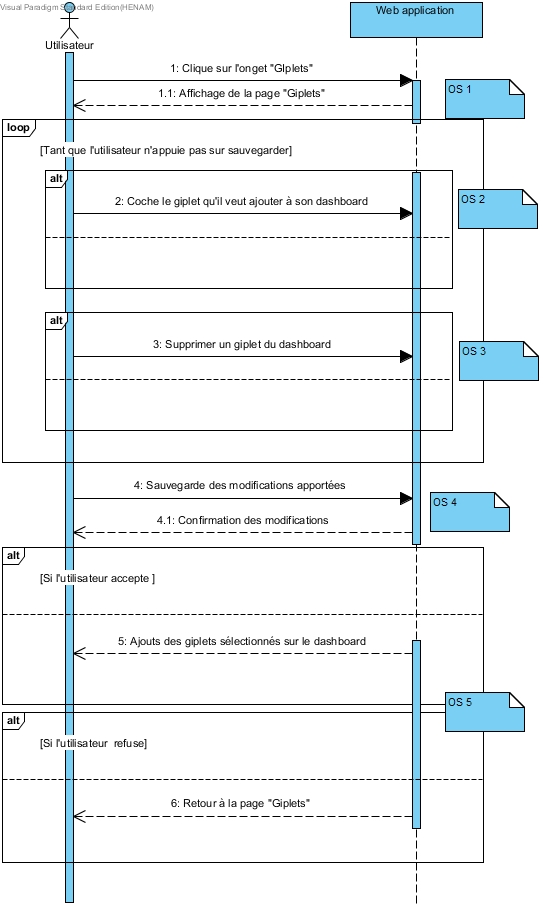 Visual Paradigm Standard Edition(HENAM)
Web application
Utilisateur
1: Clique sur l'onget "GIplets"
1.1: Affichage de la page "Giplets"
OS 1
loop
[Tant que l'utilisateur n'appuie pas sur sauvegarder]
alt
2: Coche le giplet qu'il veut ajouter à son dashboard
OS 2
alt
3: Supprimer un giplet du dashboard
OS 3
4: Sauvegarde des modifications apportées
OS 4
4.1: Confirmation des modifications
alt
[Si l'utilisateur accepte ]
5: Ajouts des giplets sélectionnés sur le dashboard
OS 5
alt
[Si l'utilisateur  refuse]
6: Retour à la page "Giplets"